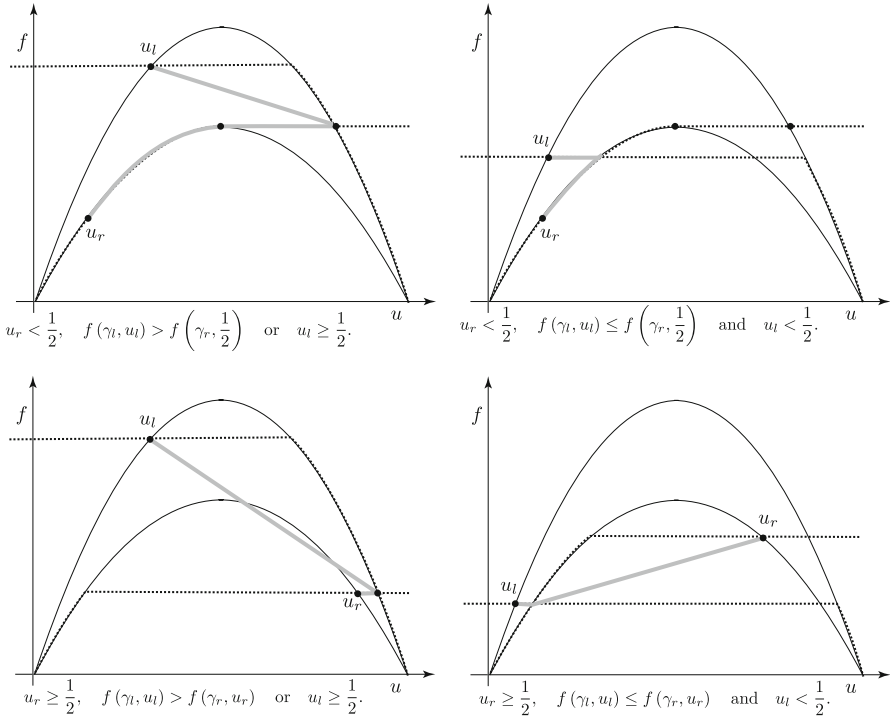 f
u_l
u_r
u
u_r < 1/2, f (γ_l, u_l) > f (γ_r, 1/2) or u_l ≥ 1/2.
f
u_l
u_r
u
u_r < 1/2, f (γ_l, u_l) ≤ f (γ_r, 1/2) and u_l < 1/2.
f
u_l
u_r
u
u_r ≥ 1/2, f (γ_l, u_l) > f (γ_r, u_r) or u_l ≥ 1/2.
f
u_r
u_l
u
u_r ≥ 1/2, f (γ_l, u_l) ≤ f (γ_r, u_r) and u_l < 1/2.